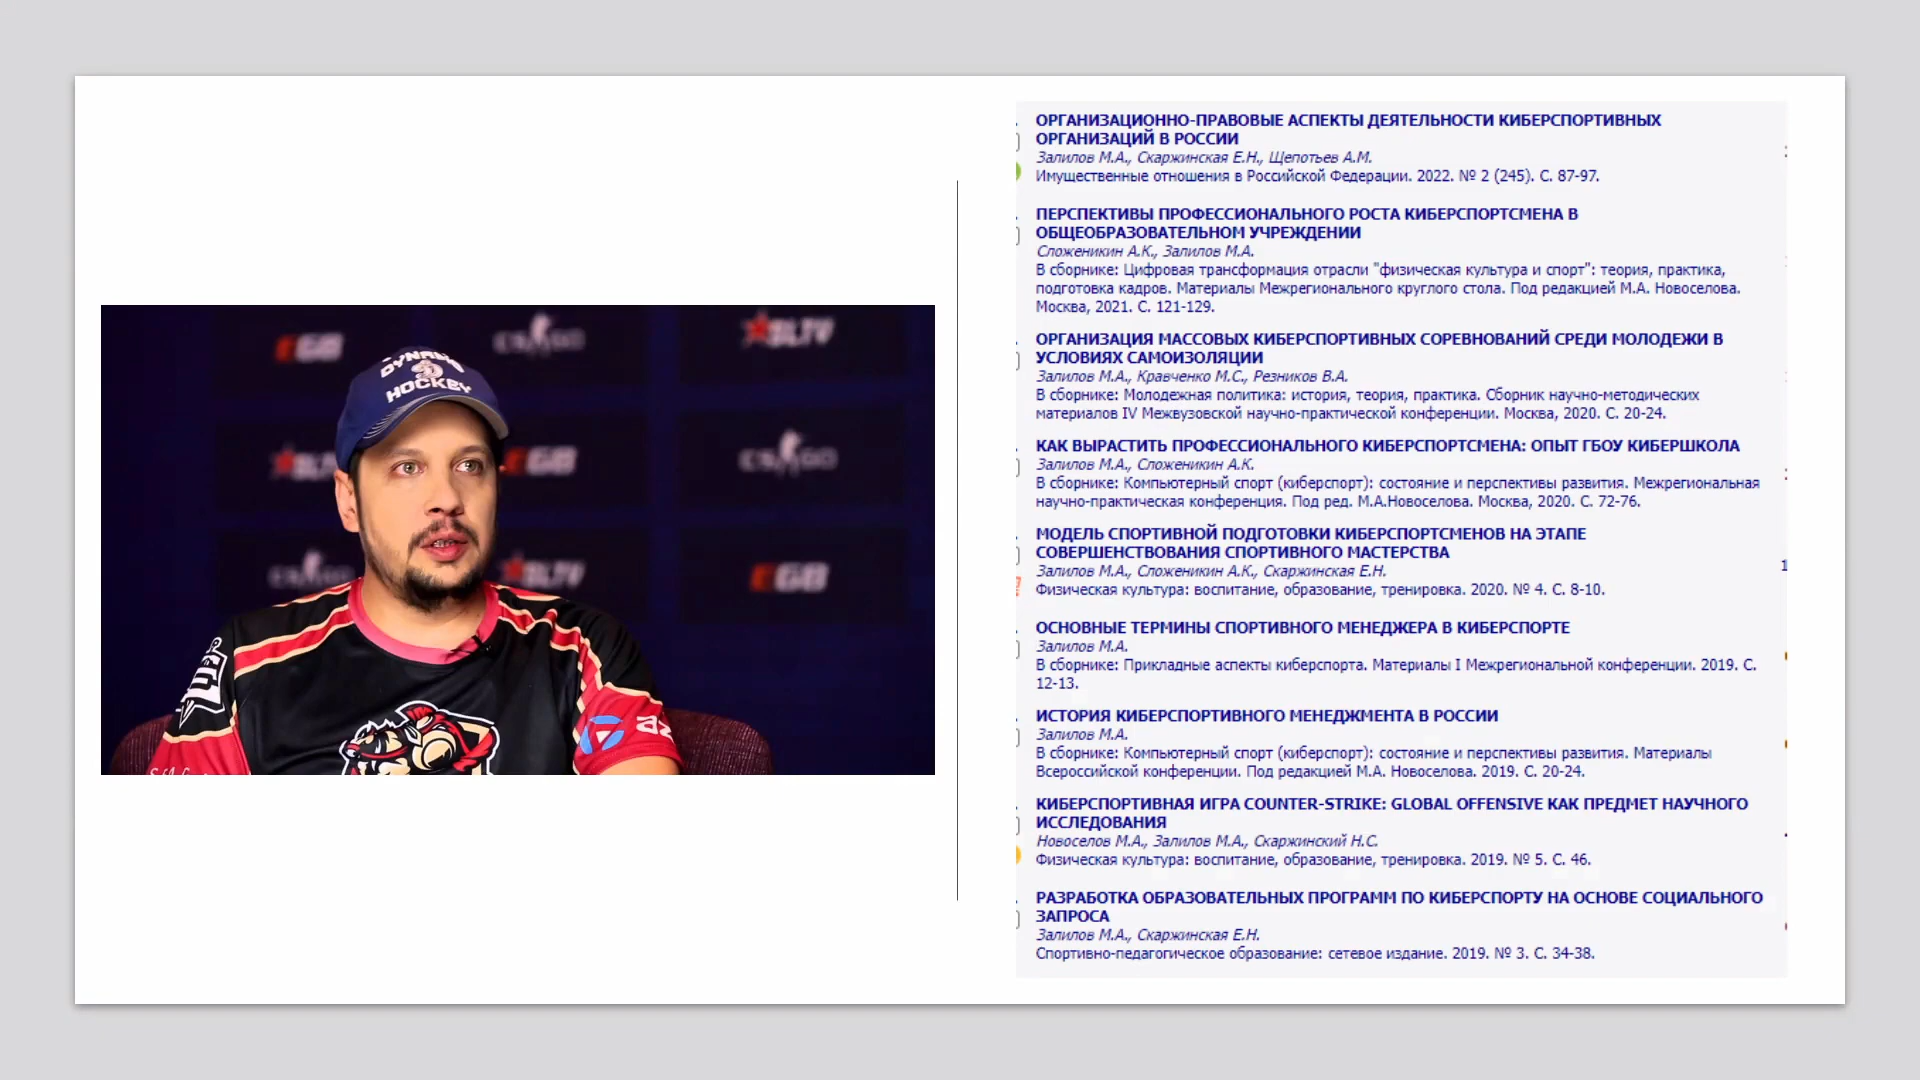 EGB
CS:GO
SLTV
DYNAMO
HOCKEY
EGB
CS GO
SLTV
EGB
ОРГАНИЗАЦИОННО-ПРАВОВЫЕ АСПЕКТЫ ДЕЯТЕЛЬНОСТИ КИБЕРСПОРТИВНЫХ
ОРГАНИЗАЦИЙ В РОССИИ
Залилов М.А., Скаржинская Е.Н., Щепотьев А.М.
Имущественные отношения в Российской Федерации. 2022. № 2 (245). С. 87-97.
ПЕРСПЕКТИВЫ ПРОФЕССИОНАЛЬНОГО РОСТА КИБЕРСПОРТСМЕНА В
ОБЩЕОБРАЗОВАТЕЛЬНОМ УЧРЕЖДЕНИИ
Сложеникин А.К., Залилов М.А.
В сборнике: Цифровая трансформация отрасли "физическая культура и спорт": теория, практика,
подготовка кадров. Материалы Межрегионального круглого стола. Под редакцией М.А. Новоселова.
Москва, 2021. С. 121-129.
ОРГАНИЗАЦИЯ МАССОВЫХ КИБЕРСПОРТИВНЫХ СОРЕВНОВАНИЙ СРЕДИ МОЛОДЕЖИ В
УСЛОВИЯХ САМОИЗОЛЯЦИИ
Залилов М.А., Кравченко М.С., Резников В.А.
В сборнике: Молодежная политика: история, теория, практика. Сборник научно-методических
материалов IV Межвузовской научно-практической конференции. Москва, 2020. С. 20-24.
КАК ВЫРАСТИТЬ ПРОФЕССИОНАЛЬНОГО КИБЕРСПОРТСМЕНА: ОПЫТ ГБОУ КИБЕРШКОЛА
Залилов М.А., Сложеникин А.К.
В сборнике: Компьютерный спорт (киберспорт): состояние и перспективы развития. Межрегиональная
научно-практическая конференция. Под ред. М.А.Новоселова. Москва, 2020. С. 72-76.
МОДЕЛЬ СПОРТИВНОЙ ПОДГОТОВКИ КИБЕРСПОРТСМЕНОВ НА ЭТАПЕ
СОВЕРШЕНСТВОВАНИЯ СПОРТИВНОГО МАСТЕРСТВА
Залилов М.А., Сложеникин А.К., Скаржинская Е.Н.
Физическая культура: воспитание, образование, тренировка. 2020. № 4. С. 8-10.
ОСНОВНЫЕ ТЕРМИНЫ СПОРТИВНОГО МЕНЕДЖЕРА В КИБЕРСПОРТЕ
Залилов М.А.
В сборнике: Прикладные аспекты киберспорта. Материалы I Межрегиональной конференции. 2019. С.
12-13.
ИСТОРИЯ КИБЕРСПОРТИВНОГО МЕНЕДЖМЕНТА В РОССИИ
Залилов М.А.
В сборнике: Компьютерный спорт (киберспорт): состояние и перспективы развития. Материалы
Всероссийской конференции. Под редакцией М.А. Новоселова. 2019. С. 20-24.
КИБЕРСПОРТИВНАЯ ИГРА COUNTER-STRIKE: GLOBAL OFFENSIVE КАК ПРЕДМЕТ НАУЧНОГО
ИССЛЕДОВАНИЯ
Новоселов М.А., Залилов М.А., Скаржинский Н.С.
Физическая культура: воспитание, образование, тренировка. 2019. № 5. С. 46.
РАЗРАБОТКА ОБРАЗОВАТЕЛЬНЫХ ПРОГРАММ ПО КИБЕРСПОРТУ НА ОСНОВЕ СОЦИАЛЬНОГО
ЗАПРОСА
Залилов М.А., Скаржинская Е.Н.
Спортивно-педагогическое образование: сетевое издание. 2019. № 3. С. 34-38.